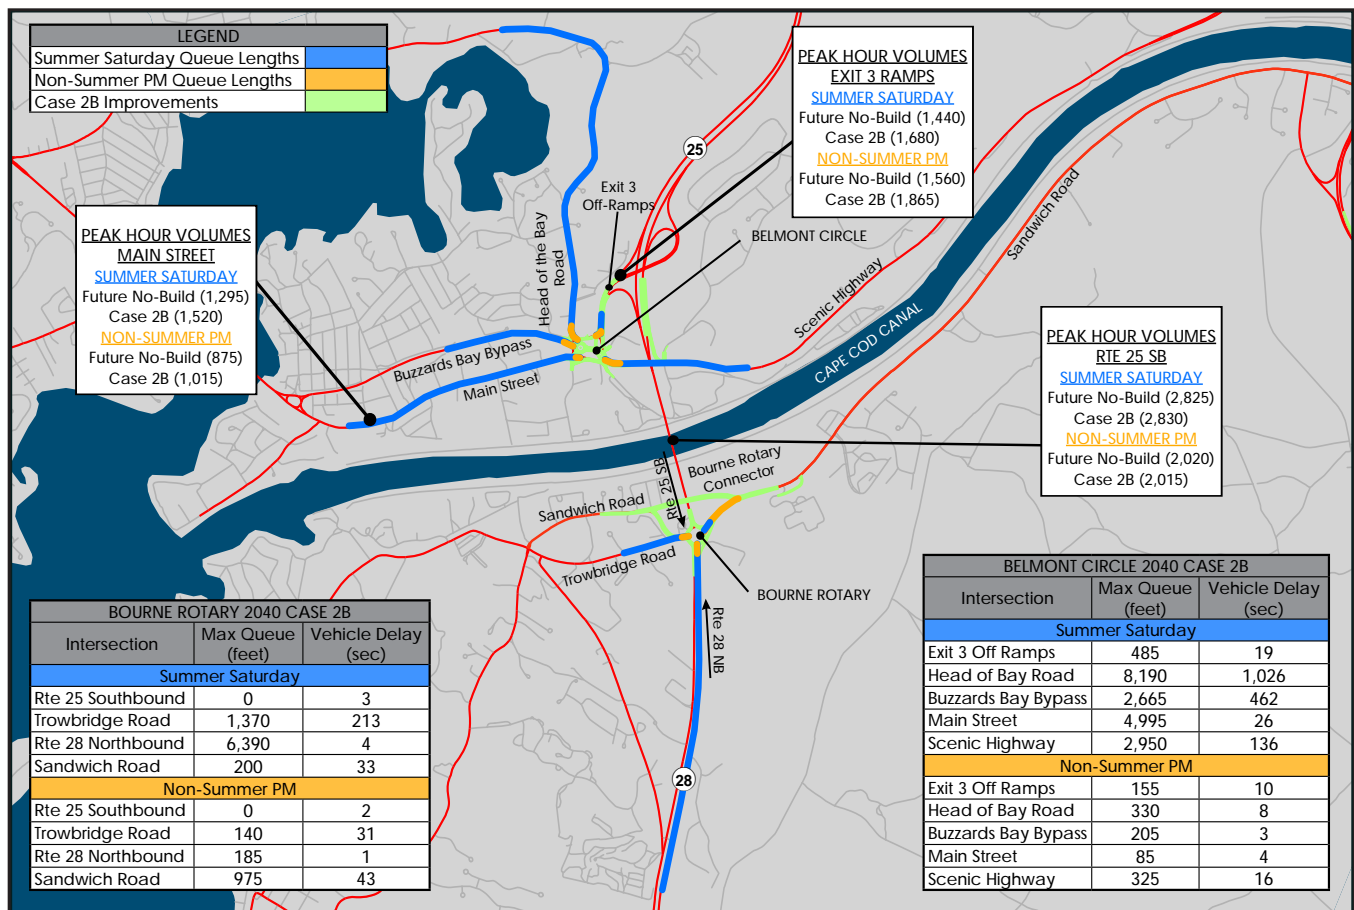 LEGEND
Summer Saturday Queue Lengths
Non-Summer PM Queue Lengths
Case 2B Improvements
PEAK HOUR VOLUMES
EXIT 3 RAMPS
SUMMER SATURDAY
Future No-Build (1,440)
Case 2B (1,680)
NON-SUMMER PM
Future No-Build (1,560)
Case 2B (1,865)
25
Exit 3
Off-Ramps
BELMONT CIRCLE
Head of the Bay
Road
Sandwich Road
Scenic Highway
CAPE COD CANAL
PEAK HOUR VOLUMES
MAIN STREET
SUMMER SATURDAY
Future No-Build (1,295)
Case 2B (1,520)
NON-SUMMER PM
Future No-Build (875)
Case 2B (1,015)
Buzzards Bay Bypass
Main Street
PEAK HOUR VOLUMES
RTE 25 SB
SUMMER SATURDAY
Future No-Build (2,825)
Case 2B (2,830)
NON-SUMMER PM
Future No-Build (2,020)
Case 2B (2,015)
Bourne Rotary
Connector
Rte 25 SB
Sandwich Road
Trowbridge Road
BOURNE ROTARY
Rte 28 NB
28
BOURNE ROTARY 2040 CASE 2B
Intersection Max Queue (feet) Vehicle Delay (sec)
Summer Saturday
Rte 25 Southbound 0 3
Trowbridge Road 1,370 213
Rte 28 Northbound 6,390 4
Sandwich Road 200 33
Non-Summer PM
Rte 25 Southbound 0 2
Trowbridge Road 140 31
Rte 28 Northbound 185 1
Sandwich Road 975 43
BELMONT CIRCLE 2040 CASE 2B
Intersection Max Queue (feet) Vehicle Delay (sec)
Summer Saturday
Exit 3 Off Ramps 485 19
Head of Bay Road 8,190 1,026
Buzzards Bay Bypass 2,665 462
Main Street 4,995 26
Scenic Highway 2,950 136
Non-Summer PM
Exit 3 Off Ramps 155 10
Head of Bay Road 330 8
Buzzards Bay Bypass 205 3
Main Street 85 4
Scenic Highway 325 16